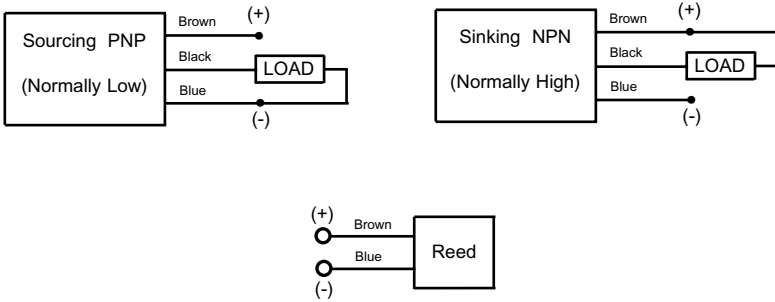 Sourcing PNP
(Normally Low)
Brown
(+)
Black
LOAD
Blue
(-)
Sinking NPN
(Normally High)
Brown
(+)
Black
LOAD
Blue
(-)
(+)
Brown
Blue
(-)
Reed